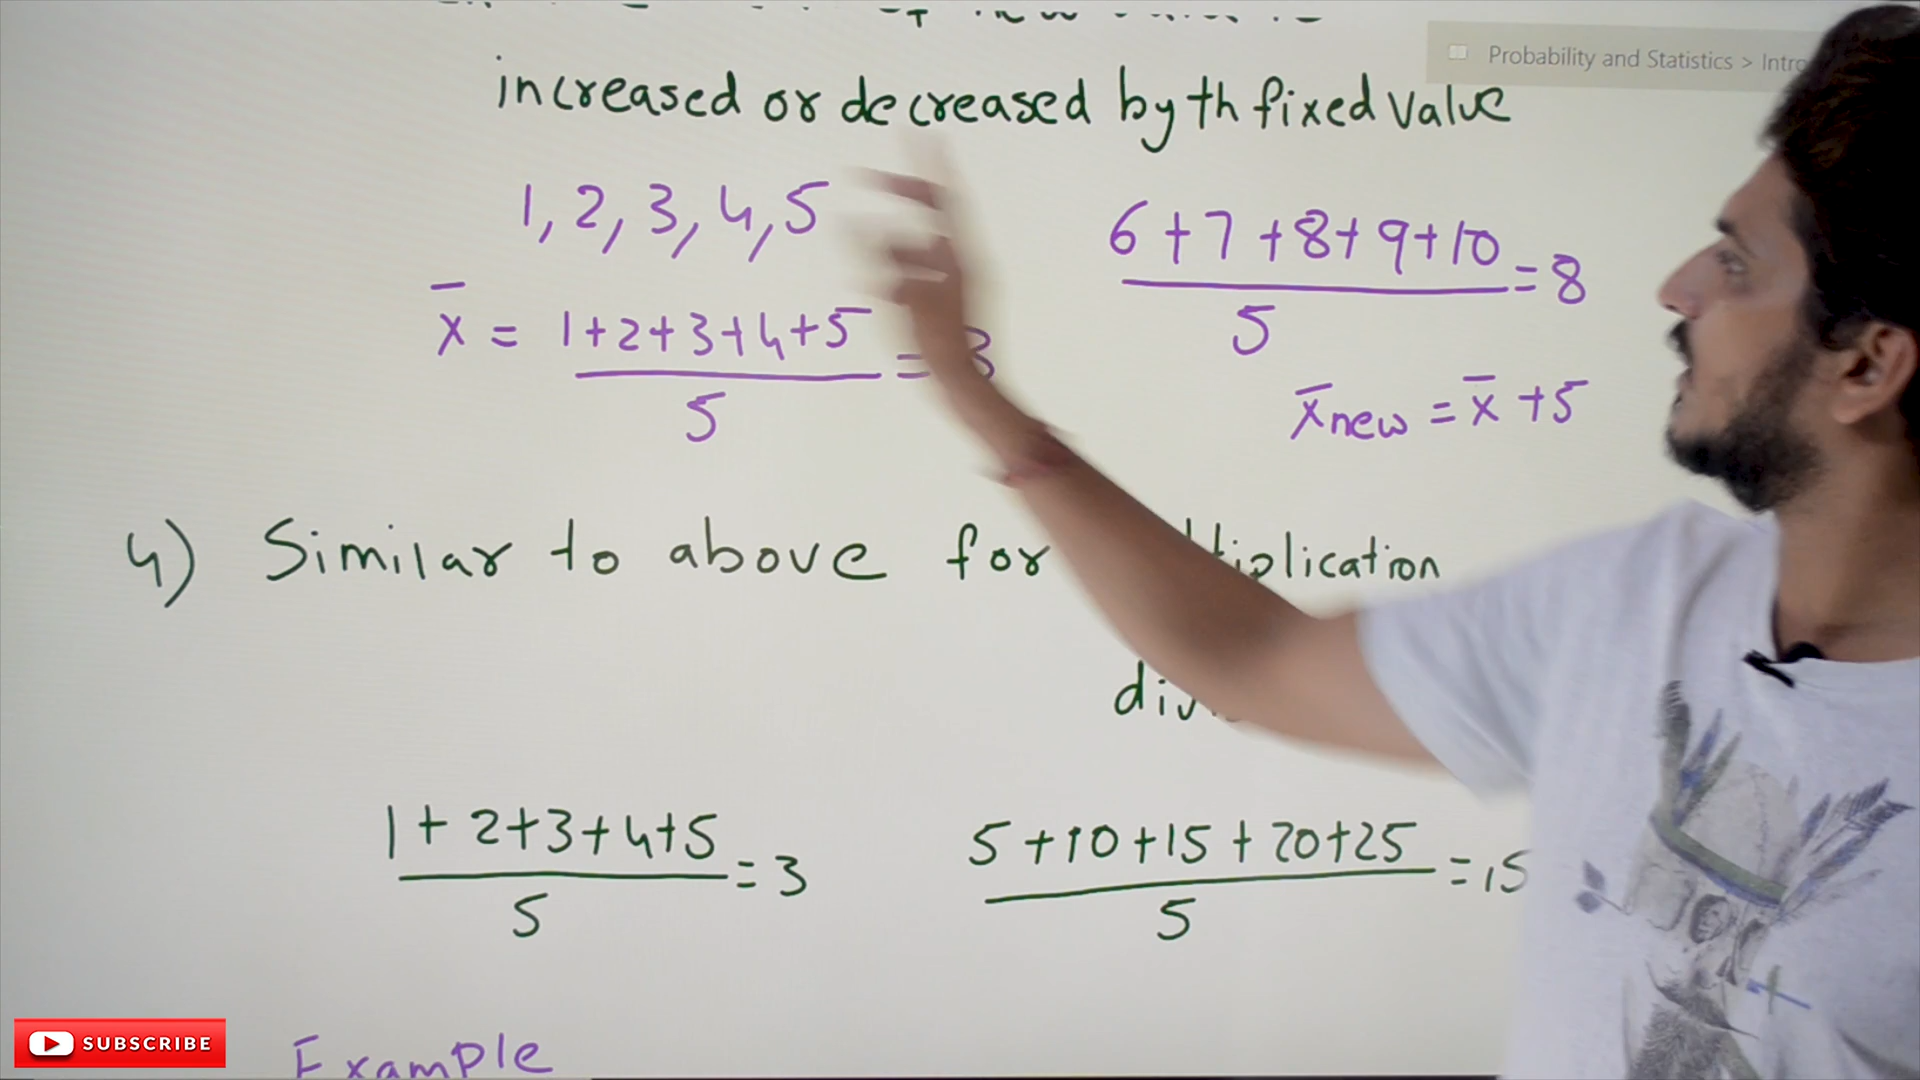 Probability and Statistics > Intro
increased or decreased by th fixed value
1, 2, 3, 4, 5
6+7+8+9+10
=8
5
x̄ = 1+2+3+4+5
= 3
5
x̄new = x̄ +5
4) Similar to above for
1+2+3+4+5
=3
5
5+10+15+20+25
=15
5
Example
SUBSCRIBE